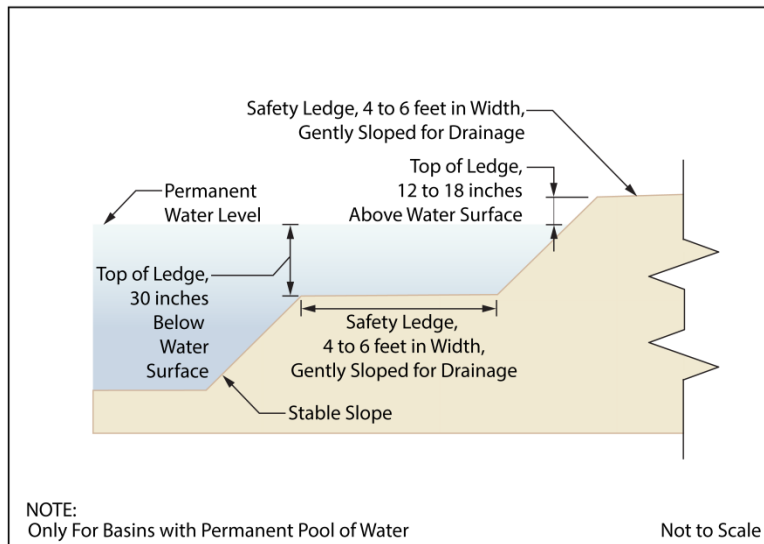 Safety Ledge, 4 to 6 feet in Width,
Gently Sloped for Drainage
Top of Ledge,
12 to 18 inches
Above Water Surface
Permanent
Water Level
Top of Ledge,
30 inches
Below
Water
Surface
Safety Ledge,
4 to 6 feet in Width,
Gently Sloped for Drainage
Stable Slope
NOTE:
Only For Basins with Permanent Pool of Water
Not to Scale